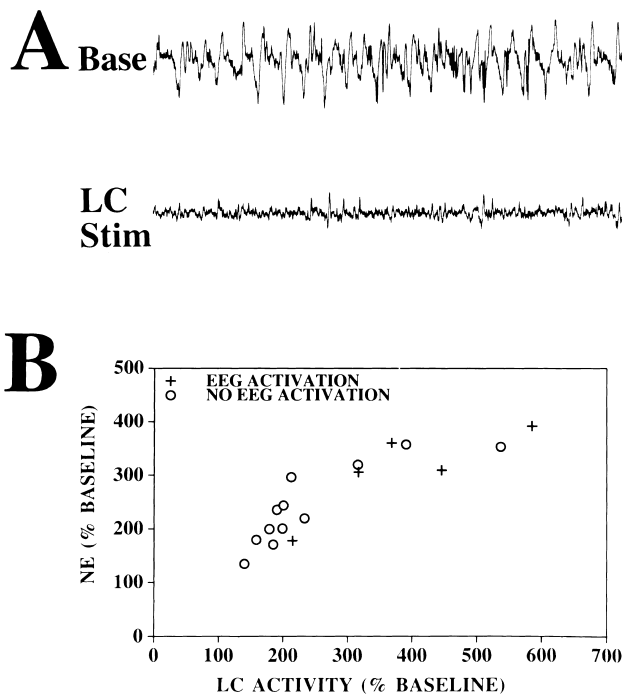 A
Base
LC
Stim
B
500
+ EEG ACTIVATION
o NO EEG ACTIVATION
400
300
200
100
0
NE (% BASELINE)
0 100 200 300 400 500 600 700
LC ACTIVITY (% BASELINE)